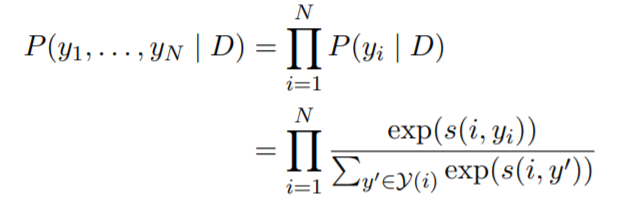 $$P(y_1, \ldots, y_N \mid D) = \prod_{i=1}^{N} P(y_i \mid D)$$
$$= \prod_{i=1}^{N} \frac{\exp(s(i, y_i))}{\sum_{y' \in \mathcal{Y}(i)} \exp(s(i, y'))}$$